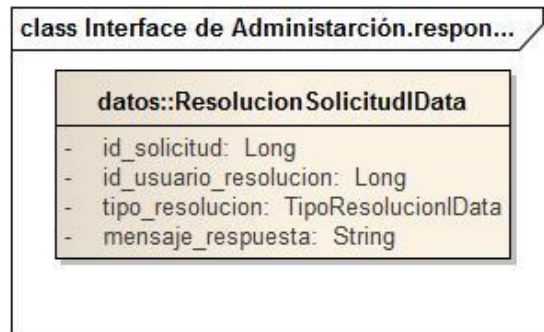 class Interface de Administarción.respon...
datos::ResolucionSolicitudIData
- id_solicitud: Long
- id_usuario_resolucion: Long
- tipo_resolucion: TipoResolucionIData
- mensaje_respuesta: String